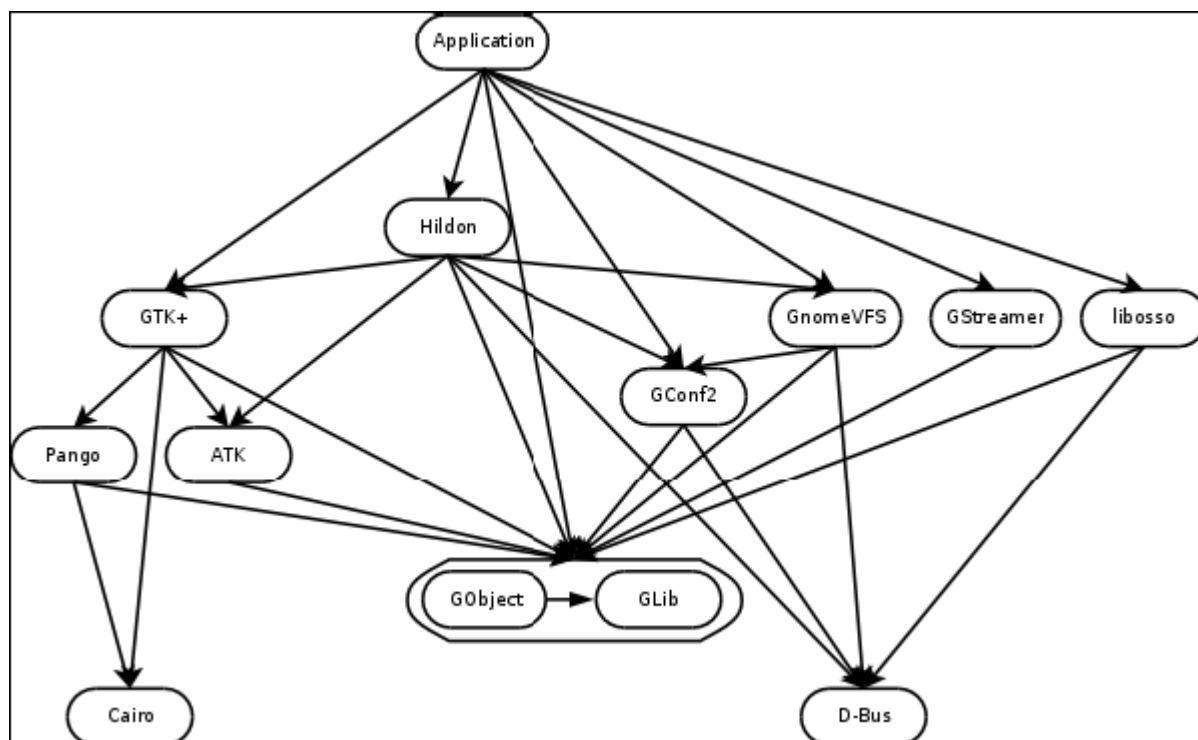 Application
Hildon
GTK+
GnomeVFS
GStreamer
libosso
GConf2
Pango
ATK
GObject
GLib
Cairo
D-Bus